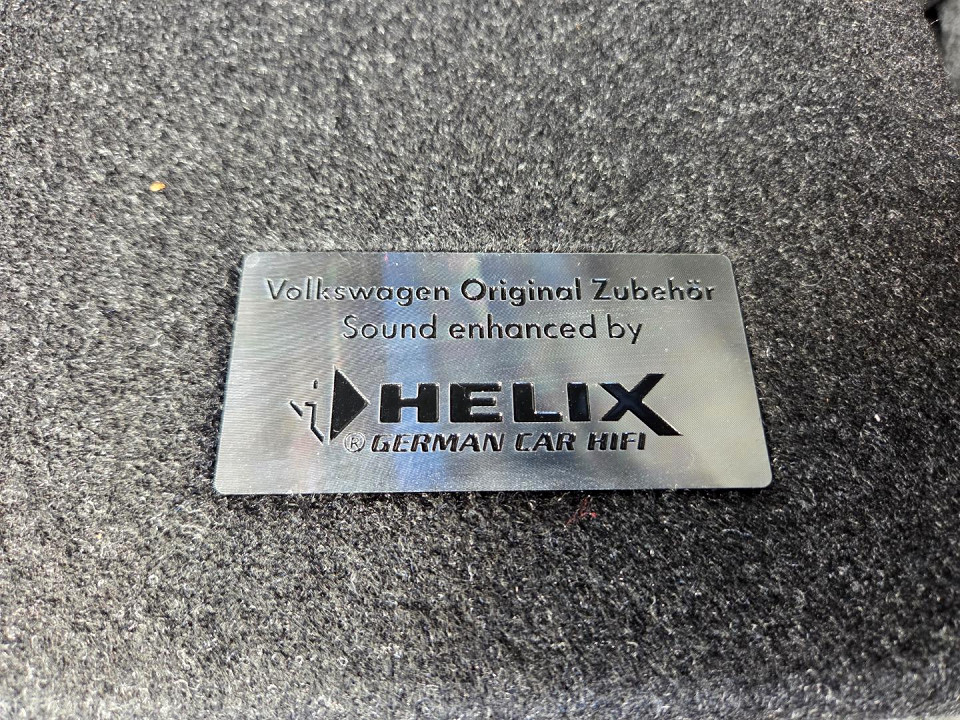 Volkswagen Original Zubehör
Sound enhanced by
HELIX
® GERMAN CAR HIFI